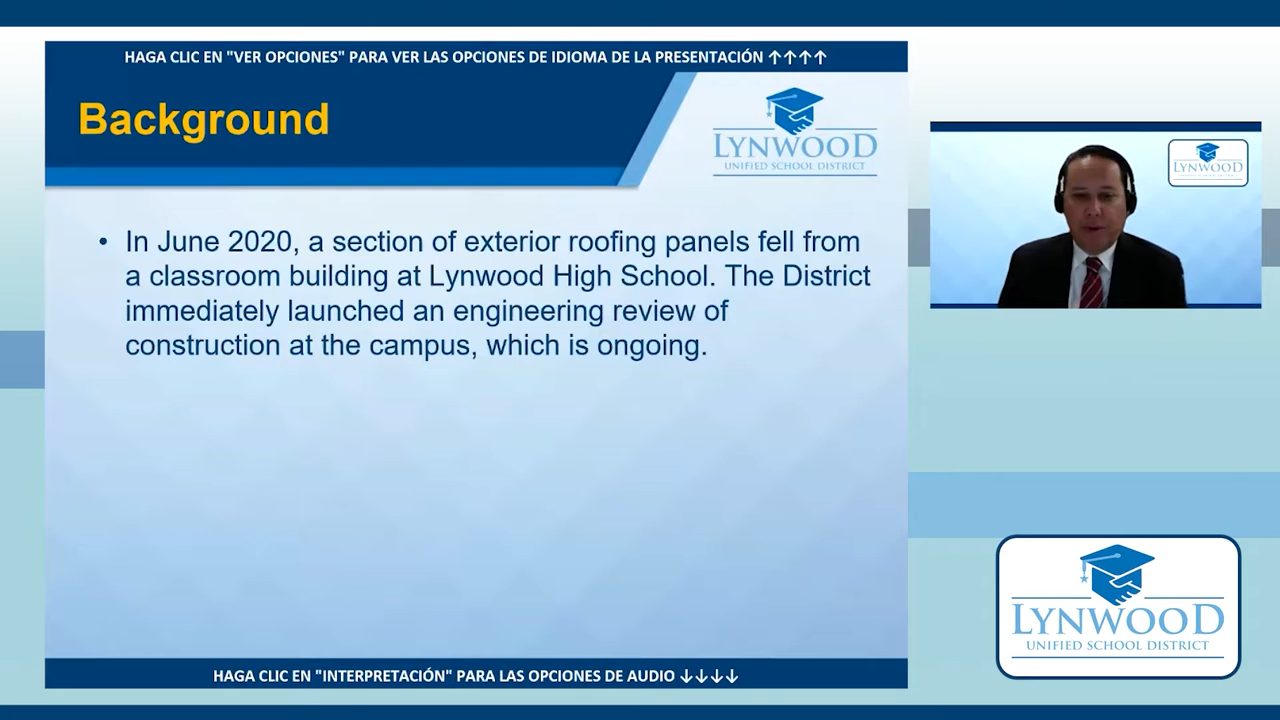 HAGA CLIC EN "VER OPCIONES" PARA VER LAS OPCIONES DE IDIOMA DE LA PRESENTACIÓN ↑↑↑↑
Background
LYNWOOD
UNIFIED SCHOOL DISTRICT
• In June 2020, a section of exterior roofing panels fell from
a classroom building at Lynwood High School. The District
immediately launched an engineering review of
construction at the campus, which is ongoing.
HAGA CLIC EN "INTERPRETACIÓN" PARA LAS OPCIONES DE AUDIO ↓↓↓↓
LYNWOOD
LYNWOOD
UNIFIED SCHOOL DISTRICT